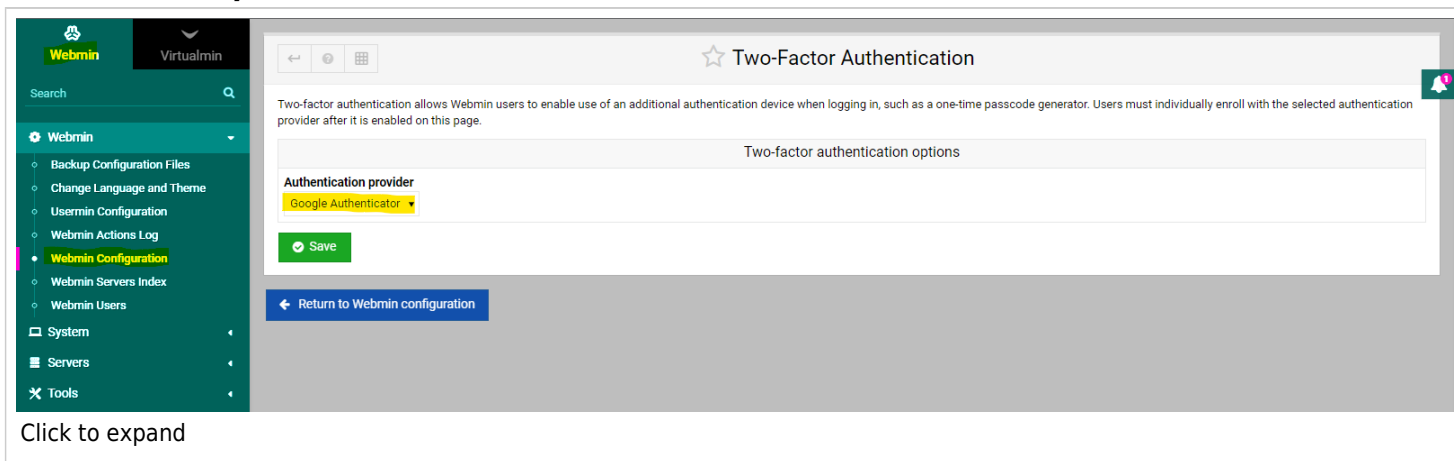 Webmin
Virtualmin
Search
Webmin
Backup Configuration Files
Change Language and Theme
Usermin Configuration
Webmin Actions Log
Webmin Configuration
Webmin Servers Index
Webmin Users
System
Servers
Tools
Two-Factor Authentication
1
Two-factor authentication allows Webmin users to enable use of an additional authentication device when logging in, such as a one-time passcode generator. Users must individually enroll with the selected authentication
provider after it is enabled on this page.
Two-factor authentication options
Authentication provider
Google Authenticator
Save
Return to Webmin configuration
Click to expand